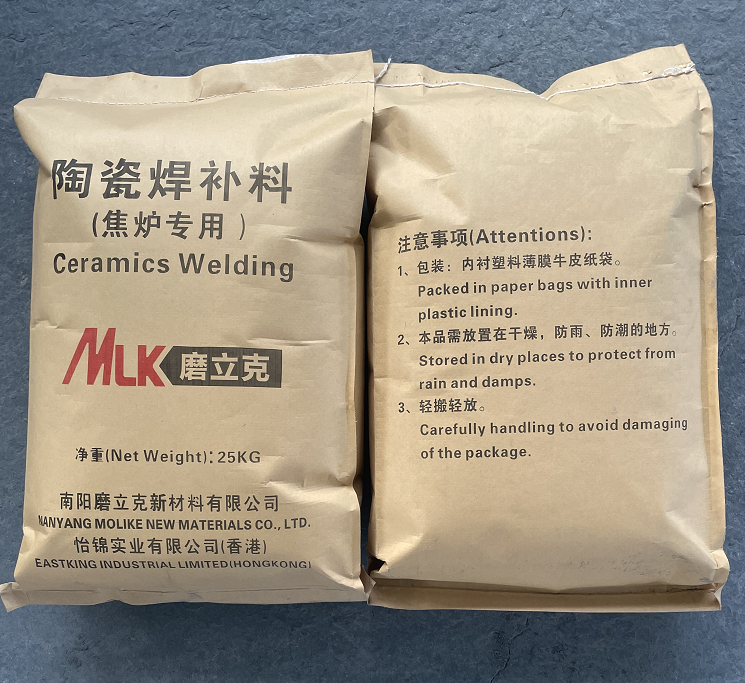 陶瓷焊补料
(焦炉专用)
Ceramics Welding
MLK 磨立克
净重(Net Weight):25KG
南阳磨立克新材料有限公司
NANYANG MOLIKE NEW MATERIALS CO., LTD.
怡锦实业有限公司(香港)
EASTKING INDUSTRIAL LIMITED(HONGKONG)
注意事项(Attentions):
1、包装：内衬塑料薄膜牛皮纸袋。
Packed in paper bags with inner
plastic lining.
2、本品需放置在干燥，防雨、防潮的地方。
Stored in dry places to protect from
rain and damps.
3、轻搬轻放。
Carefully handling to avoid damaging
of the package.